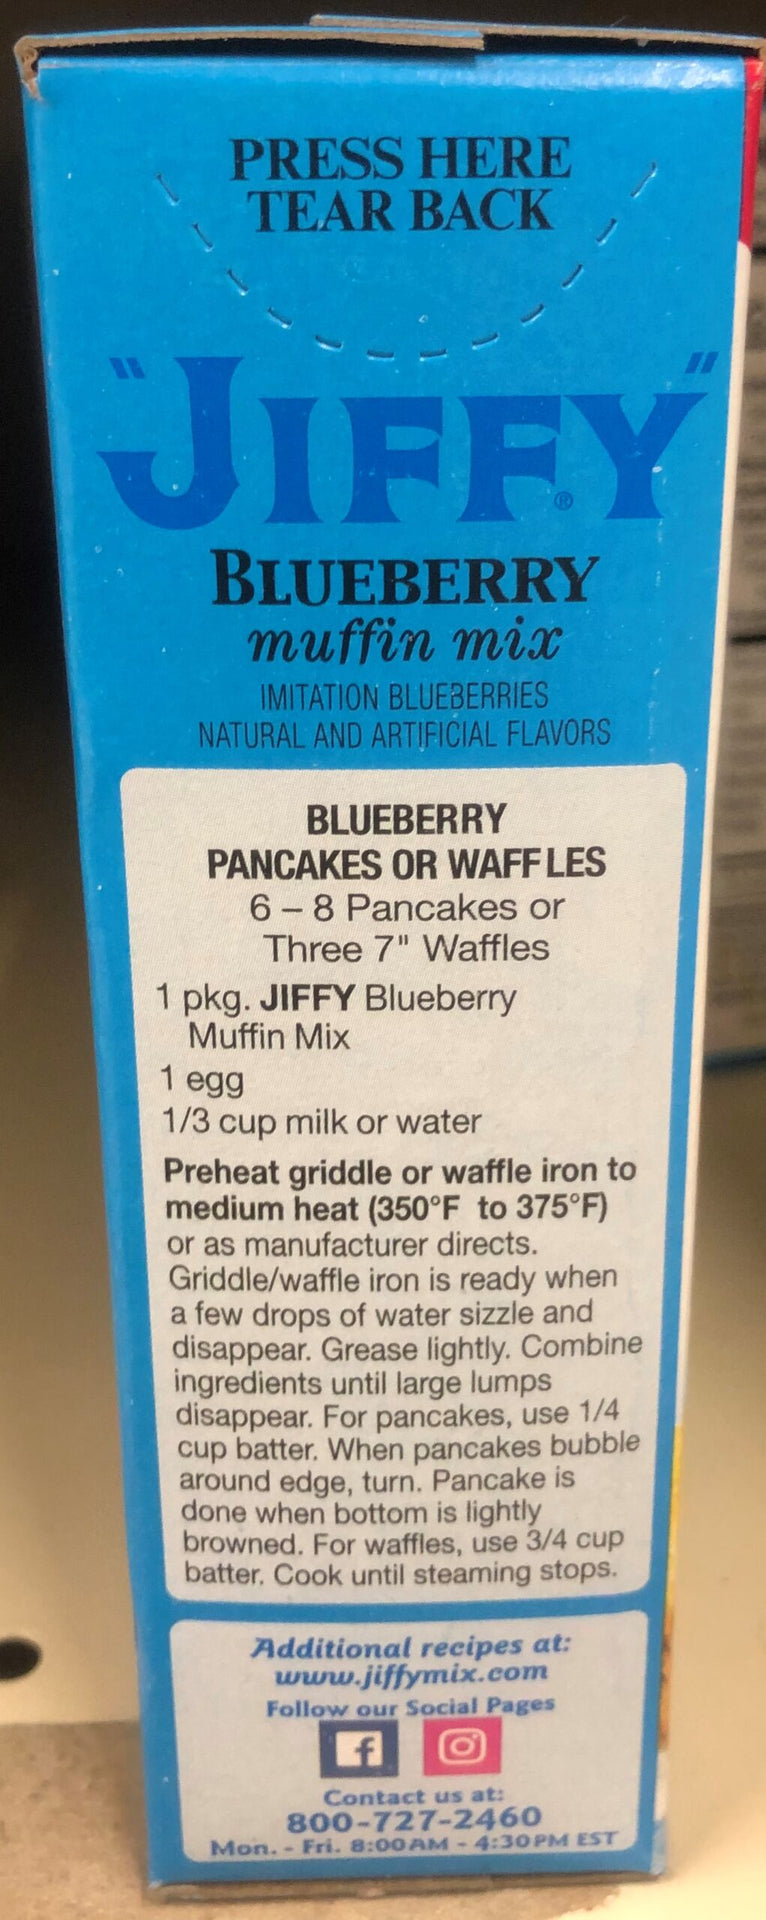 PRESS HERE
TEAR BACK
"JIFFY"®
BLUEBERRY
muffin mix
IMITATION BLUEBERRIES
NATURAL AND ARTIFICIAL FLAVORS
BLUEBERRY
PANCAKES OR WAFFLES
6 – 8 Pancakes or
Three 7" Waffles
1 pkg. JIFFY Blueberry
Muffin Mix
1 egg
1/3 cup milk or water
Preheat griddle or waffle iron to
medium heat (350°F to 375°F)
or as manufacturer directs.
Griddle/waffle iron is ready when
a few drops of water sizzle and
disappear. Grease lightly. Combine
ingredients until large lumps
disappear. For pancakes, use 1/4
cup batter. When pancakes bubble
around edge, turn. Pancake is
done when bottom is lightly
browned. For waffles, use 3/4 cup
batter. Cook until steaming stops.
Additional recipes at:
www.jiffymix.com
Follow our Social Pages
f
Contact us at:
800-727-2460
Mon. - Fri. 8:00AM - 4:30PM EST